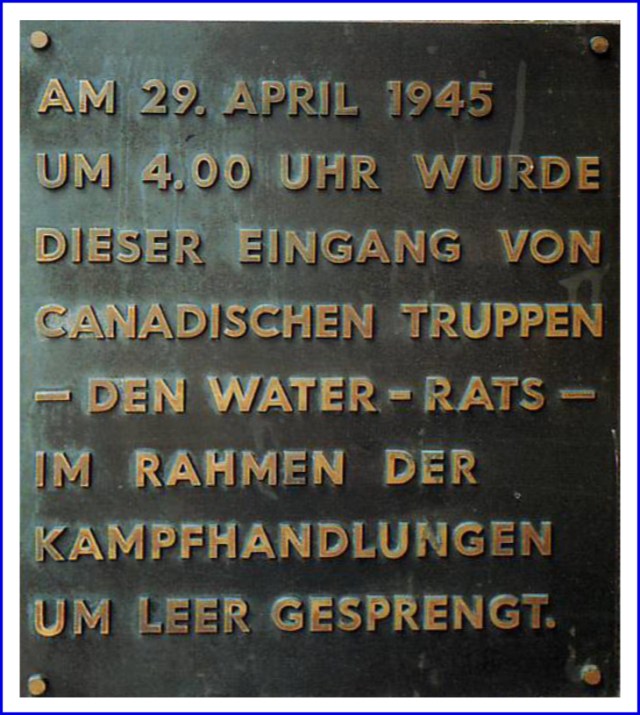 AM 29. APRIL 1945
UM 4.00 UHR WURDE
DIESER EINGANG VON
CANADISCHEN TRUPPEN
— DEN WATER-RATS —
IM RAHMEN DER
KAMPFHANDLUNGEN
UM LEER GESPRENGT.